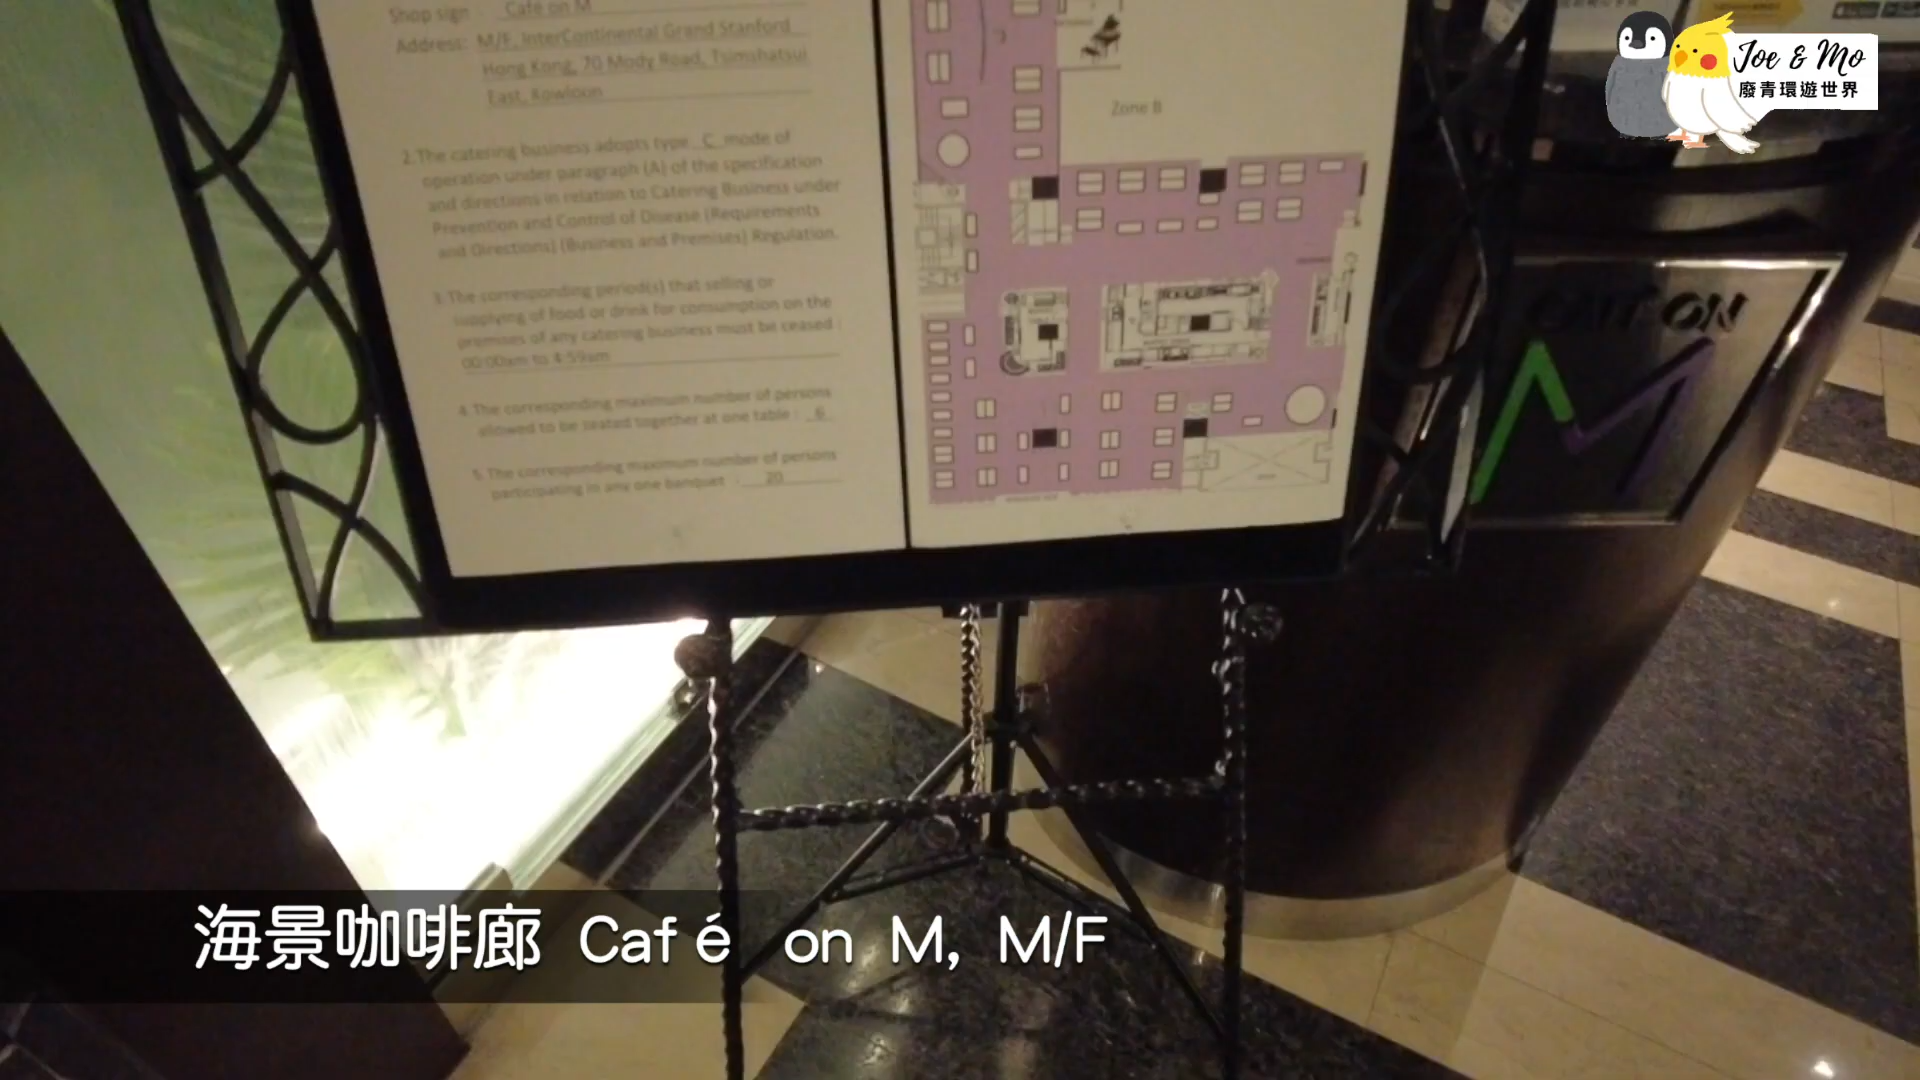 Shop sign : Café on M
Address: M/F, InterContinental Grand Stanford
Hong Kong, 70 Mody Road, Tsimshatsui
East, Kowloon
2.The catering business adopts type C mode of
operation under paragraph (A) of the specification
and directions in relation to Catering Business under
Prevention and Control of Disease (Requirements
and Directions) (Business and Premises) Regulation.
3.The corresponding period(s) that selling or
supplying of food or drink for consumption on the
premises of any catering business must be ceased :
00:00am to 4:59am
4.The corresponding maximum number of persons
allowed to be seated together at one table : 6
5.The corresponding maximum number of persons
participating in any one banquet : 20
Zone B
CAFE ON
M
Joe & Mo
廢青環遊世界
海景咖啡廊 Café on M, M/F